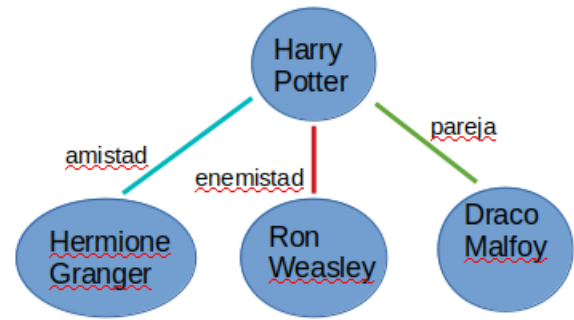 Harry
Potter
pareja
amistad
enemistad
Hermione
Granger
Ron
Weasley
Draco
Malfoy